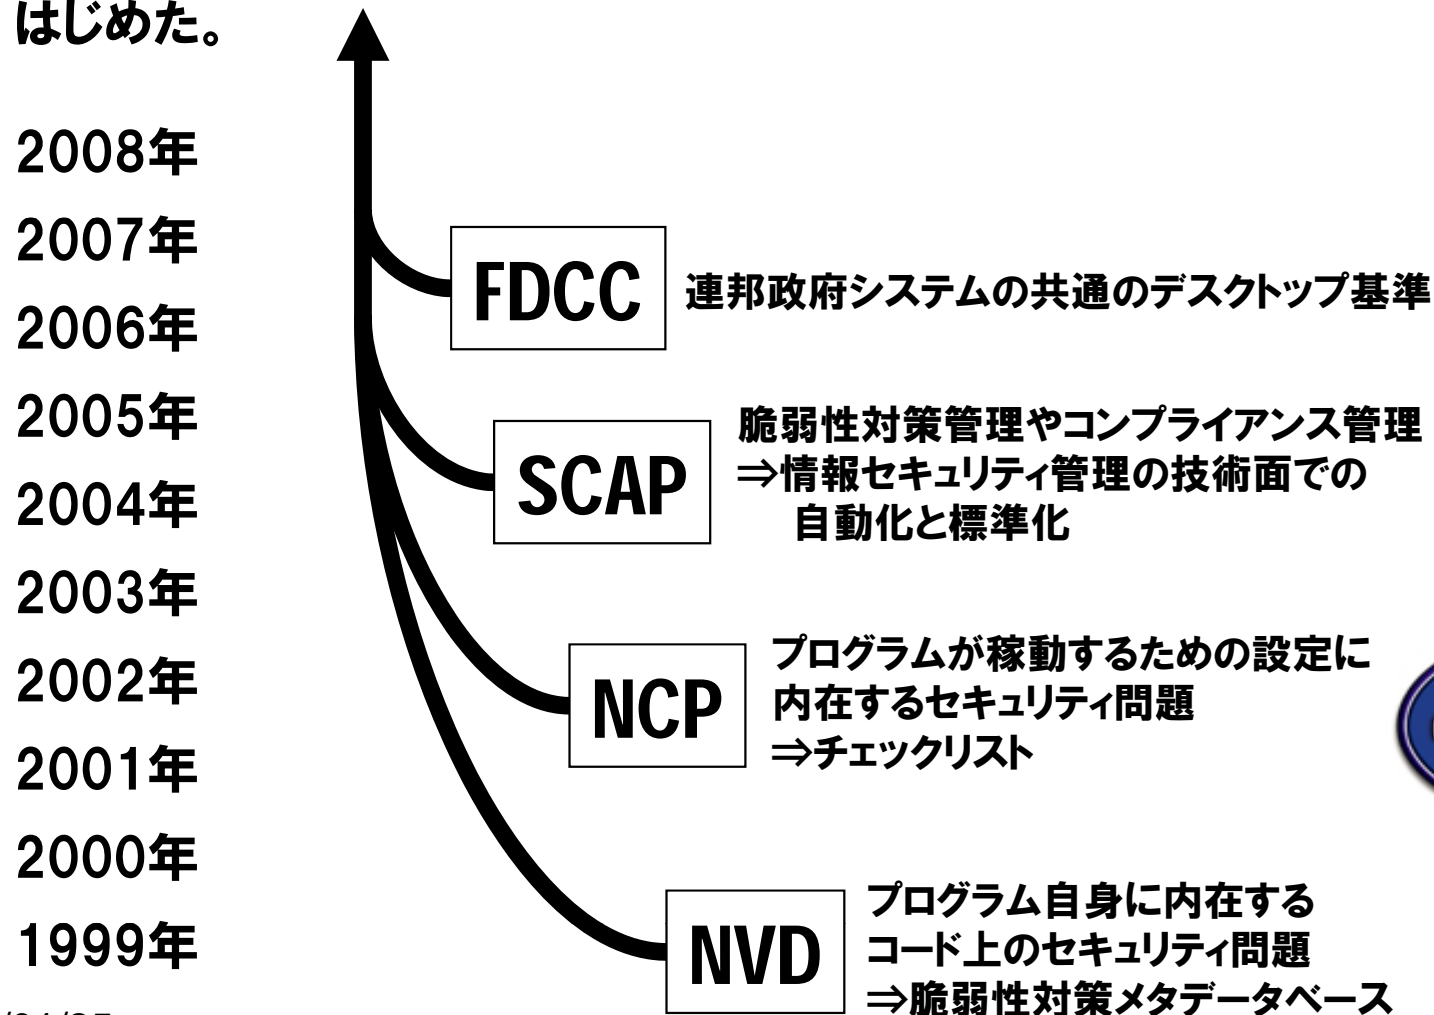 はじめた。
2008年
2007年
2006年
2005年
2004年
2003年
2002年
2001年
2000年
1999年
FDCC
連邦政府システムの共通のデスクトップ基準
SCAP
脆弱性対策管理やコンプライアンス管理
⇒情報セキュリティ管理の技術面での
自動化と標準化
NCP
プログラムが稼動するための設定に
内在するセキュリティ問題
⇒チェックリスト
NVD
プログラム自身に内在する
コード上のセキュリティ問題
⇒脆弱性対策メタデータベース